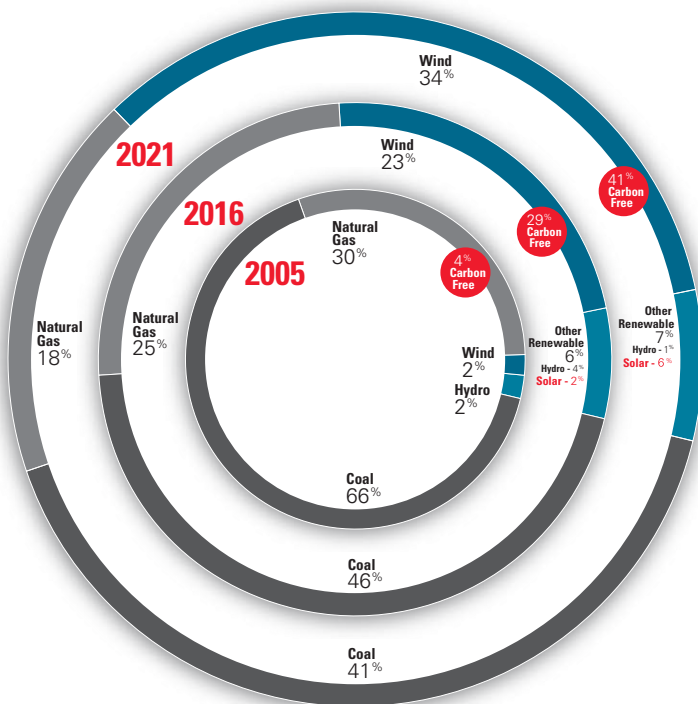 Wind
34%
2021
41%
Carbon
Free
Wind
23%
2016
29%
Carbon
Free
Natural
Gas
30%
2005
4%
Carbon
Free
Natural
Gas
18%
Natural
Gas
25%
Wind
2%
Hydro
2%
Other
Renewable
6%
Hydro - 4%
Solar - 2%
Other
Renewable
7%
Hydro - 1%
Solar - 6%
Coal
66%
Coal
46%
Coal
41%